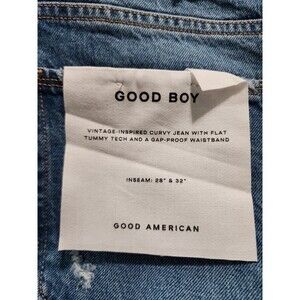 GOOD BOY
VINTAGE-INSPIRED CURVY JEAN WITH FLAT
TUMMY TECH AND A GAP-PROOF WAISTBAND
INSEAM: 28" & 32"
GOOD AMERICAN